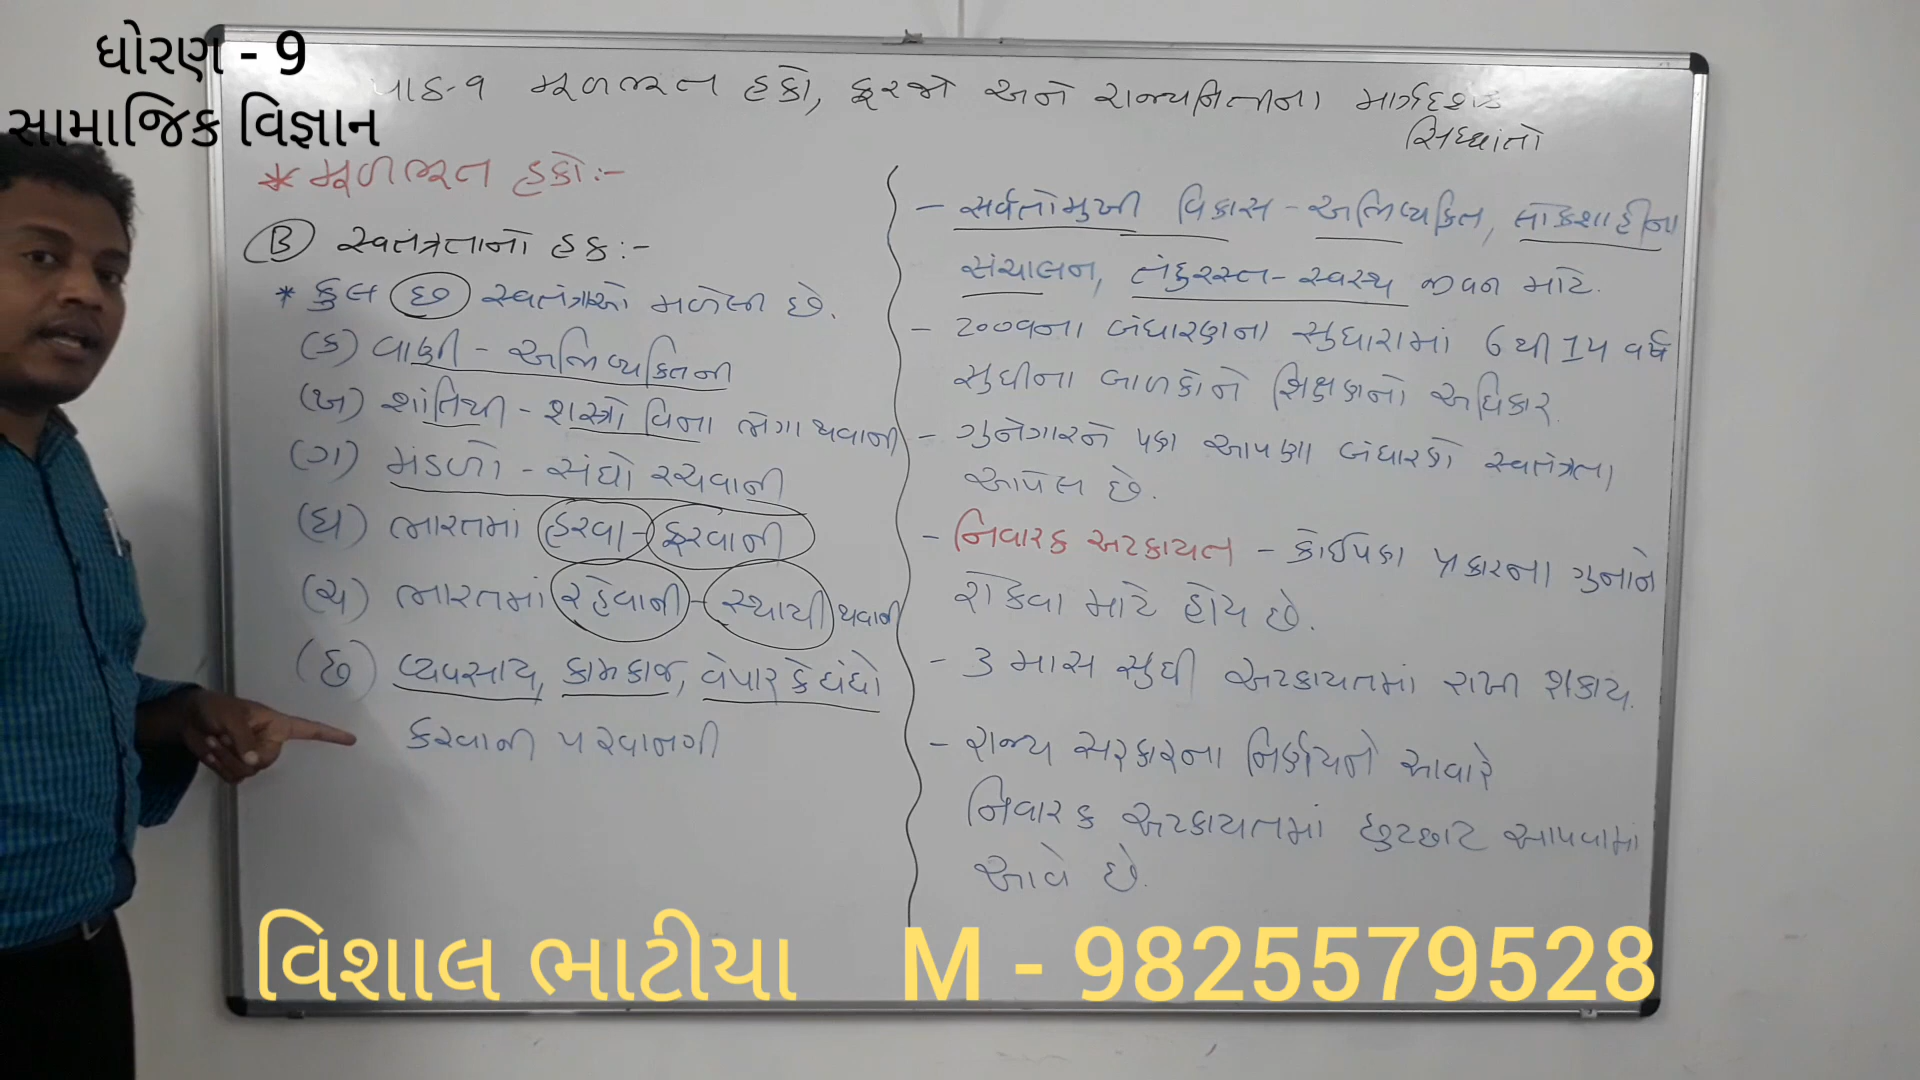 ધોરણ - 9
સામાજિક વિજ્ઞાન
પાઠ-૧ મૂળભૂત હકો, ફરજો અને રાજ્યનિતીના માર્ગદર્શક
સિધ્ધાંતો
* મૂળભૂત હકો:-
(B) સ્વતંત્રતાનો હક:-
* કુલ છ સ્વતંત્રાઓ મળેલી છે.
(ક) વાણી - અભિવ્યક્તિની
(ખ) શાંતિથી - શસ્ત્રો વિના ભેગા થવાની
(ગ) મંડળો - સંઘો રચવાની
(ઘ) ભારતમાં હરવા - ફરવાની
(ચ) ભારતમાં રહેવાની - સ્થાયી થવાની
(છ) વ્યવસાય, કામકાજ, વેપાર કે ધંધો
કરવાની પરવાનગી
- સર્વતોમુખી વિકાસ - અભિવ્યક્તિ, લોકશાહીના
સંચાલન, તંદુરસ્ત - સ્વસ્થ જીવન માટે.
- ૨૦૦૨ના બંધારણના સુધારામાં 6 થી 14 વર્ષ
સુધીના બાળકોને શિક્ષણનો અધિકાર.
- ગુનેગારને પણ આપણા બંધારણે સ્વતંત્રતા
આપેલ છે.
- નિવારક અટકાયત - કોઈપણ પ્રકારના ગુનાને
રોકવા માટે હોય છે.
- 3 માસ સુધી અટકાયતમાં રાખી શકાય.
- રાજ્ય સરકારના નિર્ણયને આધારે
નિવારક અટકાયતમાં છુટછાટ આપવામાં
આવે છે.
વિશાલ ભાટીયા M - 9825579528